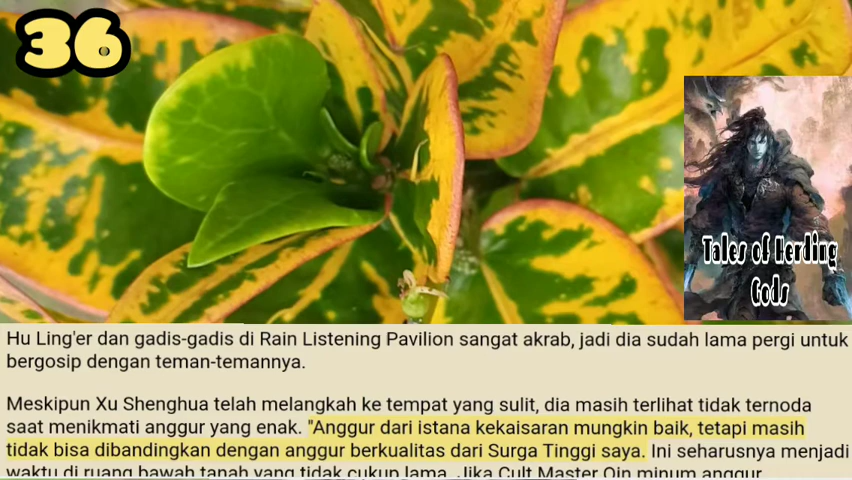 36
Tales of Herding
Gods
Hu Ling'er dan gadis-gadis di Rain Listening Pavilion sangat akrab, jadi dia sudah lama pergi untuk
bergosip dengan teman-temannya.
Meskipun Xu Shenghua telah melangkah ke tempat yang sulit, dia masih terlihat tidak ternoda
saat menikmati anggur yang enak. "Anggur dari istana kekaisaran mungkin baik, tetapi masih
tidak bisa dibandingkan dengan anggur berkualitas dari Surga Tinggi saya. Ini seharusnya menjadi
waktu di ruang bawah tanah yang tidak cukup lama. Jika Cult Master Qin minum anggur